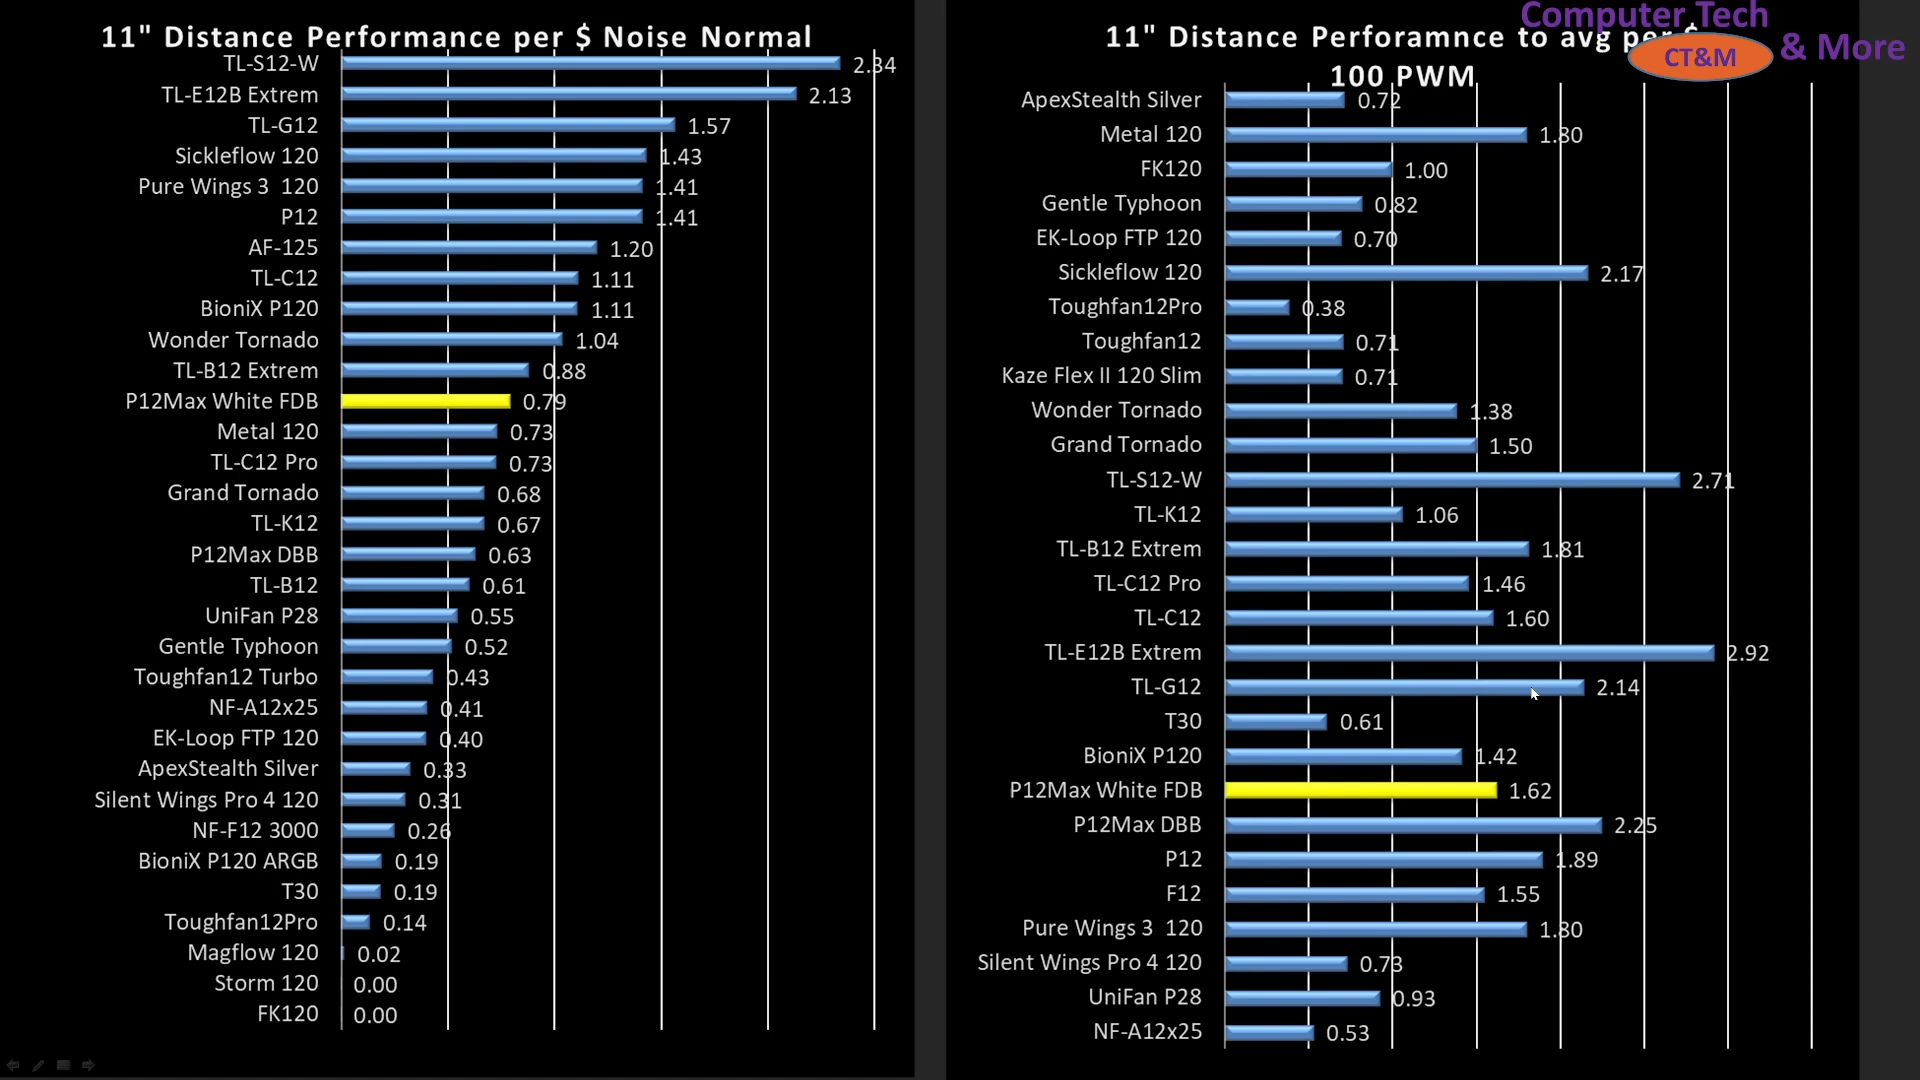 11" Distance Performance per $ Noise Normal
TL-S12-W 2.34
TL-E12B Extrem 2.13
TL-G12 1.57
Sickleflow 120 1.43
Pure Wings 3  120 1.41
P12 1.41
AF-125 1.20
TL-C12 1.11
BioniX P120 1.11
Wonder Tornado 1.04
TL-B12 Extrem 0.88
P12Max White FDB 0.79
Metal 120 0.73
TL-C12 Pro 0.73
Grand Tornado 0.68
TL-K12 0.67
P12Max DBB 0.63
TL-B12 0.61
UniFan P28 0.55
Gentle Typhoon 0.52
Toughfan12 Turbo 0.43
NF-A12x25 0.41
EK-Loop FTP 120 0.40
ApexStealth Silver 0.33
Silent Wings Pro 4 120 0.31
NF-F12 3000 0.26
BioniX P120 ARGB 0.19
T30 0.19
Toughfan12Pro 0.14
Magflow 120 0.02
Storm 120 0.00
FK120 0.00
Computer Tech
CT&M & More
11" Distance Perforamnce to avg per $
100 PWM
ApexStealth Silver 0.72
Metal 120 1.80
FK120 1.00
Gentle Typhoon 0.82
EK-Loop FTP 120 0.70
Sickleflow 120 2.17
Toughfan12Pro 0.38
Toughfan12 0.71
Kaze Flex II 120 Slim 0.71
Wonder Tornado 1.38
Grand Tornado 1.50
TL-S12-W 2.71
TL-K12 1.06
TL-B12 Extrem 1.81
TL-C12 Pro 1.46
TL-C12 1.60
TL-E12B Extrem 2.92
TL-G12 2.14
T30 0.61
BioniX P120 1.42
P12Max White FDB 1.62
P12Max DBB 2.25
P12 1.89
F12 1.55
Pure Wings 3  120 1.80
Silent Wings Pro 4 120 0.73
UniFan P28 0.93
NF-A12x25 0.53